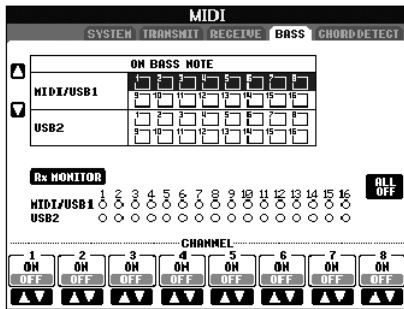 MIDI
SYSTEM TRANSMIT RECEIVE BASS CHORD DETECT
ON BASS NOTE
MIDI/USB1
1 2 3 4 5 6 7 8
9 10 11 12 13 14 15 16
USB2
1 2 3 4 5 6 7 8
9 10 11 12 13 14 15 16
Rx MONITOR
ALL OFF
1 2 3 4 5 6 7 8 9 10 11 12 13 14 15 16
MIDI/USB1
USB2
CHANNEL
1 2 3 4 5 6 7 8
ON ON ON ON ON ON ON ON
OFF OFF OFF OFF OFF OFF OFF OFF